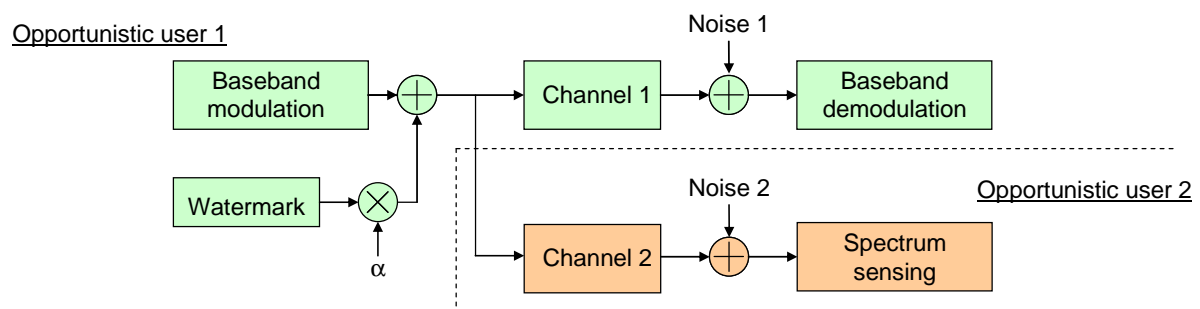 Opportunistic user 1
Noise 1
Baseband
modulation
Channel 1
Baseband
demodulation
Watermark
α
Noise 2
Opportunistic user 2
Channel 2
Spectrum
sensing